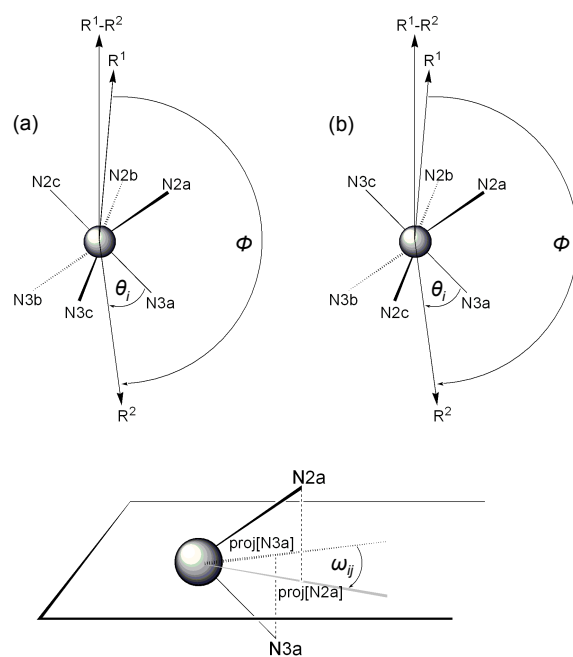 R¹-R² R¹-R²
R¹ R¹
(a) (b)
N2c N2b N2a N3c N2b N2a
Φ Φ
N3b N3c θi N3a N3b N2c θi N3a
R² R²
N2a
proj[N3a]
ωij
proj[N2a]
N3a